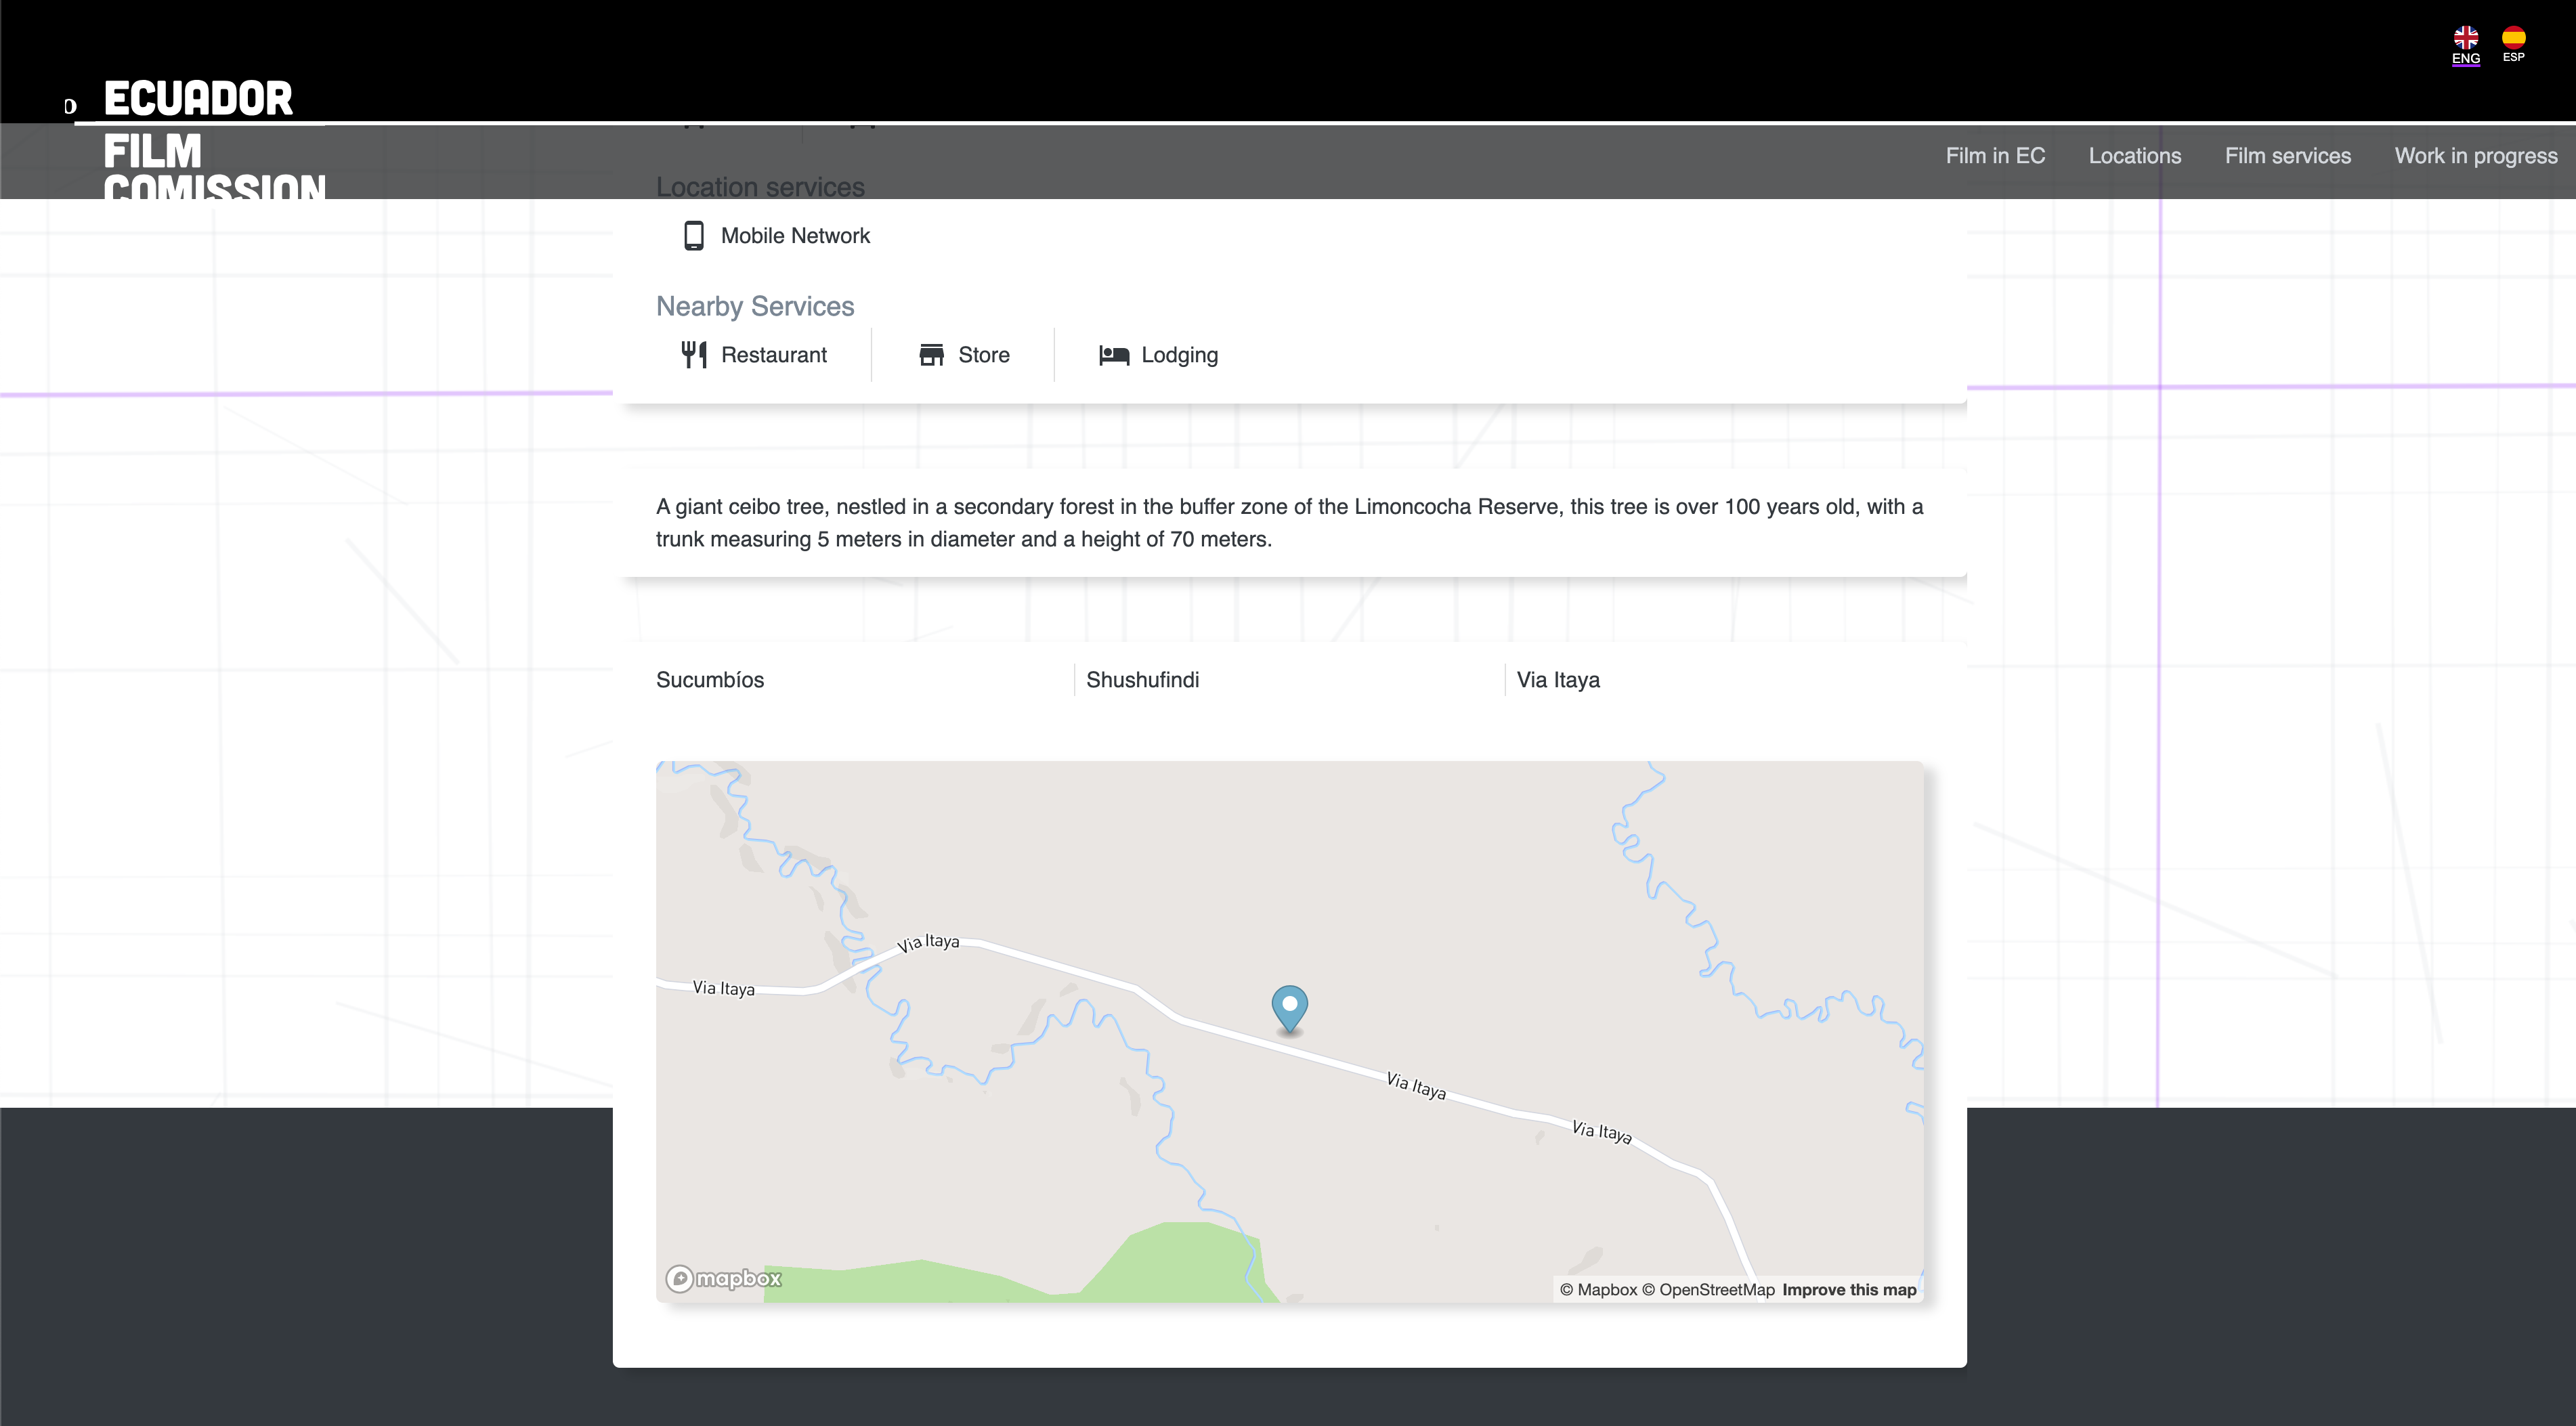 ENG ESP
ECUADOR
FILM
COMISSION
Film in EC Locations Film services Work in progress
Location services
Mobile Network
Nearby Services
Restaurant Store Lodging
A giant ceibo tree, nestled in a secondary forest in the buffer zone of the Limoncocha Reserve, this tree is over 100 years old, with a
trunk measuring 5 meters in diameter and a height of 70 meters.
Sucumbíos Shushufindi Via Itaya
Via Itaya
Via Itaya
Via Itaya
Via Itaya
mapbox
© Mapbox © OpenStreetMap Improve this map